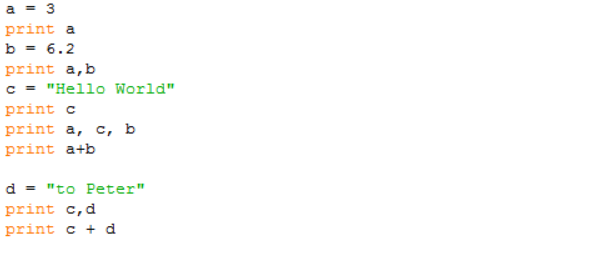 a = 3
print a
b = 6.2
print a,b
c = "Hello World"
print c
print a, c, b
print a+b
d = "to Peter"
print c,d
print c + d